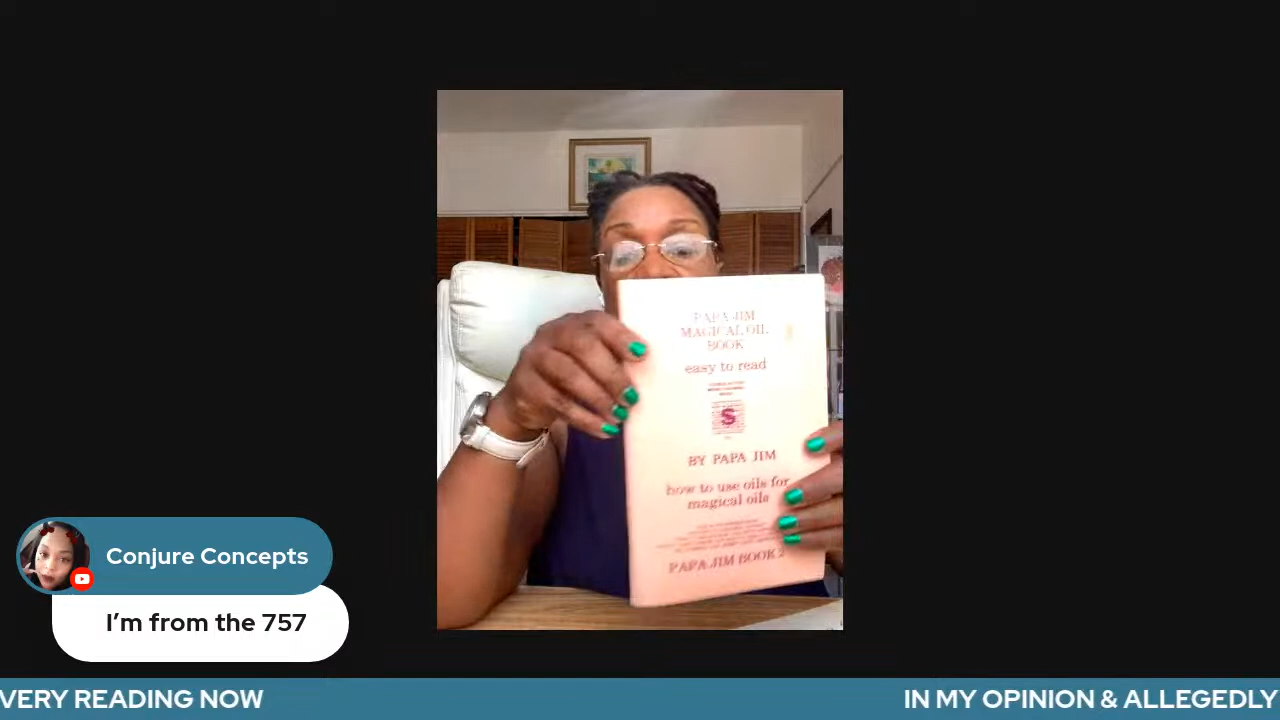 PAPA JIM
MAGICAL OIL
BOOK
easy to read
S
BY PAPA JIM
how to use oils for
magical oils
PAPA JIM BOOK 2
Conjure Concepts
I’m from the 757
VERY READING NOW
IN MY OPINION & ALLEGEDLY